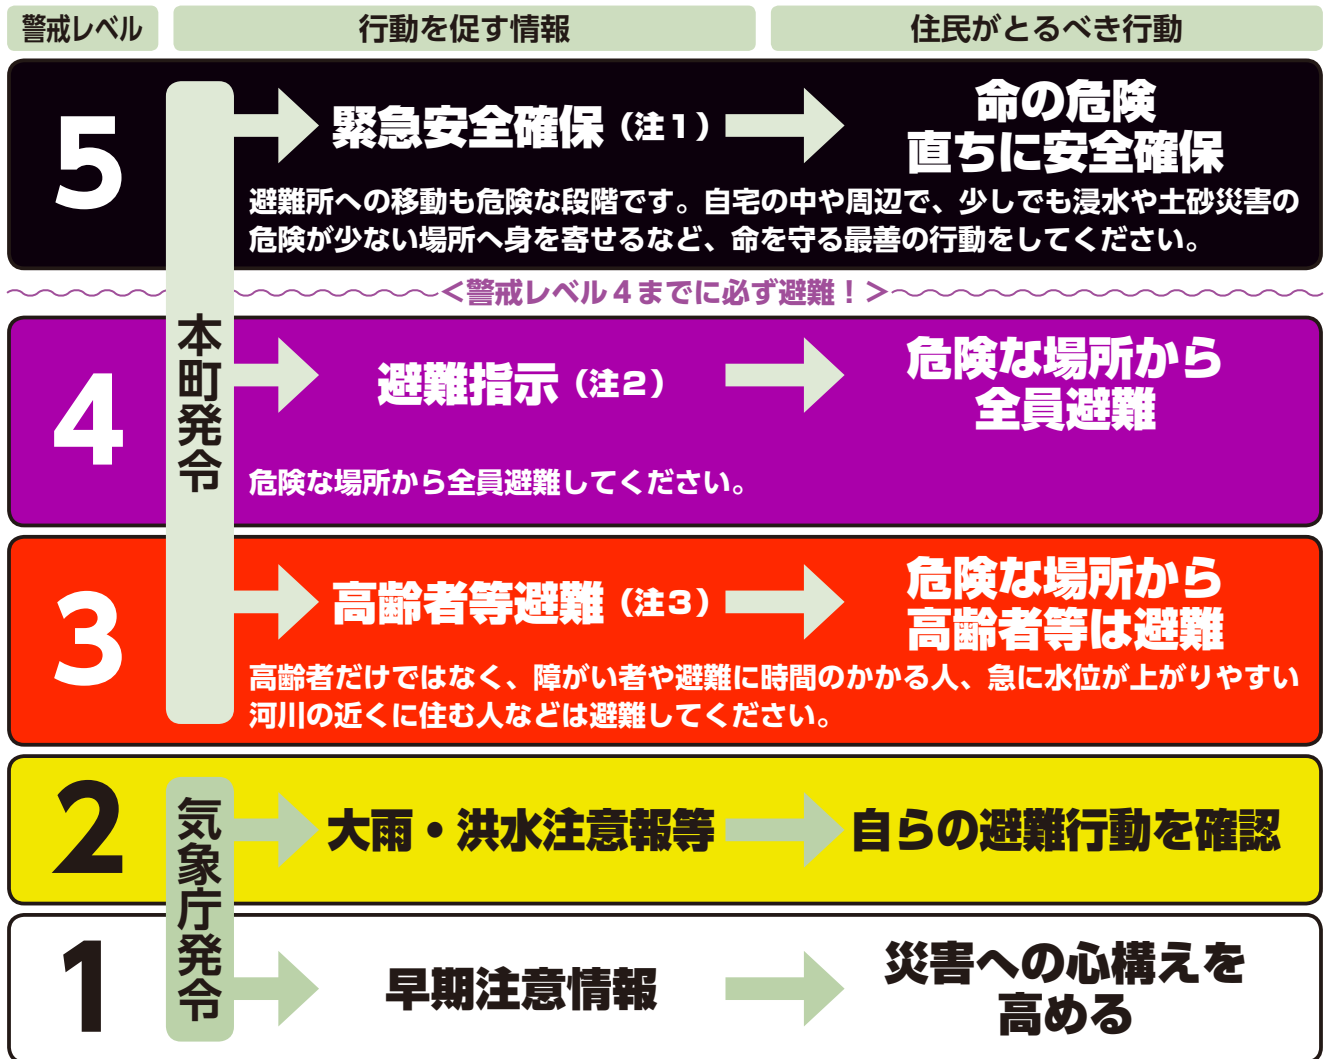 警戒レベル
行動を促す情報
住民がとるべき行動
5
緊急安全確保（注１）
命の危険
直ちに安全確保
避難所への移動も危険な段階です。自宅の中や周辺で、少しでも浸水や土砂災害の
危険が少ない場所へ身を寄せるなど、命を守る最善の行動をしてください。
＜警戒レベル４までに必ず避難！＞
本町発令
4
避難指示（注2）
危険な場所から
全員避難
危険な場所から全員避難してください。
3
高齢者等避難（注３）
危険な場所から
高齢者等は避難
高齢者だけではなく、障がい者や避難に時間のかかる人、急に水位が上がりやすい
河川の近くに住む人などは避難してください。
2
気象庁発令
大雨・洪水注意報等
自らの避難行動を確認
1
早期注意情報
災害への心構えを
高める